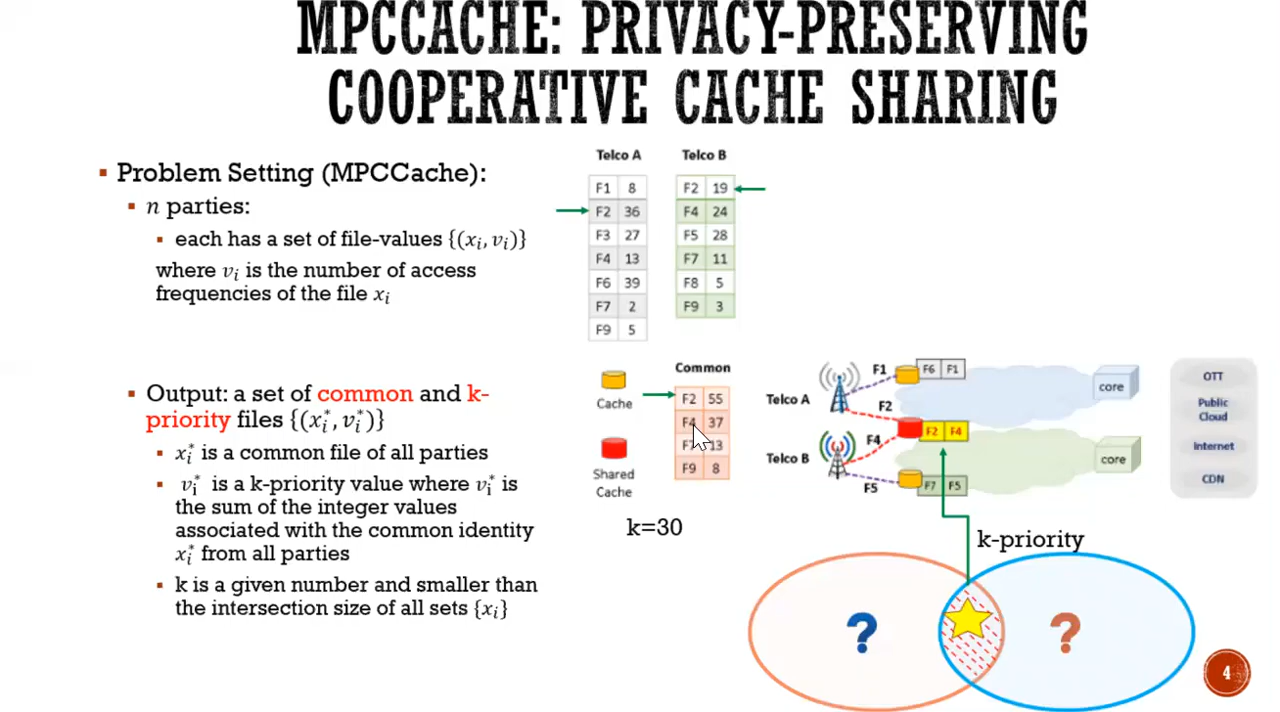 MPCCACHE: PRIVACY-PRESERVING
COOPERATIVE CACHE SHARING
▪ Problem Setting (MPCCache):
▪ n parties:
▪ each has a set of file-values {(xᵢ, vᵢ)}
where vᵢ is the number of access
frequencies of the file xᵢ
▪ Output: a set of common and k-
priority files {(xᵢ*, vᵢ*)}
▪ xᵢ* is a common file of all parties
▪ vᵢ* is a k-priority value where vᵢ* is
the sum of the integer values
associated with the common identity
xᵢ* from all parties
▪ k is a given number and smaller than
the intersection size of all sets {xᵢ}
Telco A
F1 8
F2 36
F3 27
F4 13
F6 39
F7 2
F9 5
Telco B
F2 19
F4 24
F5 28
F7 11
F8 5
F9 3
Cache
Shared
Cache
Common
F2 55
F4 37
13
F9 8
k=30
Telco A
Telco B
F1
F2
F4
F5
F6 F1
F2 F4
F7 F5
core
core
OTT
Public
Cloud
Internet
CDN
k-priority
?
?
4